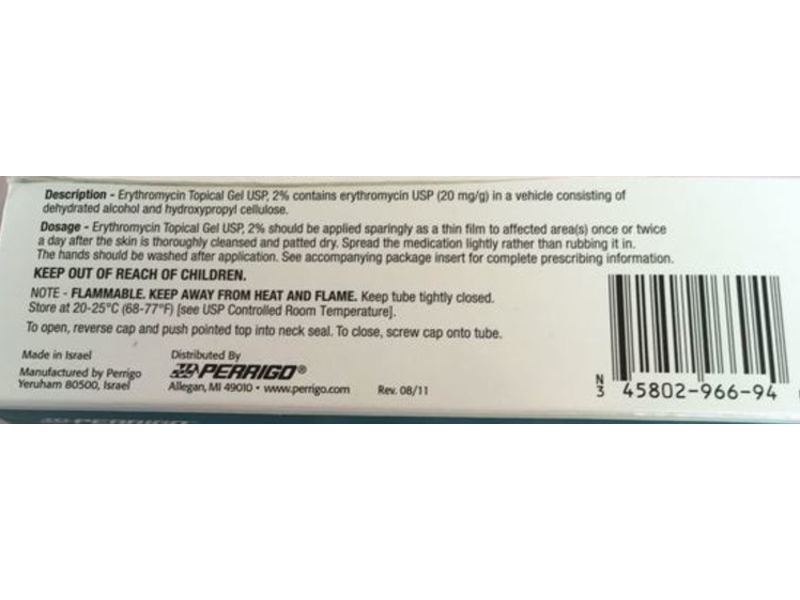 Description - Erythromycin Topical Gel USP, 2% contains erythromycin USP (20 mg/g) in a vehicle consisting of
dehydrated alcohol and hydroxypropyl cellulose.
Dosage - Erythromycin Topical Gel USP, 2% should be applied sparingly as a thin film to affected area(s) once or twice
a day after the skin is thoroughly cleansed and patted dry. Spread the medication lightly rather than rubbing it in.
The hands should be washed after application. See accompanying package insert for complete prescribing information.
KEEP OUT OF REACH OF CHILDREN.
NOTE - FLAMMABLE. KEEP AWAY FROM HEAT AND FLAME. Keep tube tightly closed.
Store at 20-25°C (68-77°F) [see USP Controlled Room Temperature].
To open, reverse cap and push pointed top into neck seal. To close, screw cap onto tube.
Made in Israel
Manufactured by Perrigo
Yeruham 80500, Israel
Distributed By
PERRIGO®
Allegan, MI 49010 • www.perrigo.com
Rev. 08/11
N
3
45802-966-94
PERRIGO